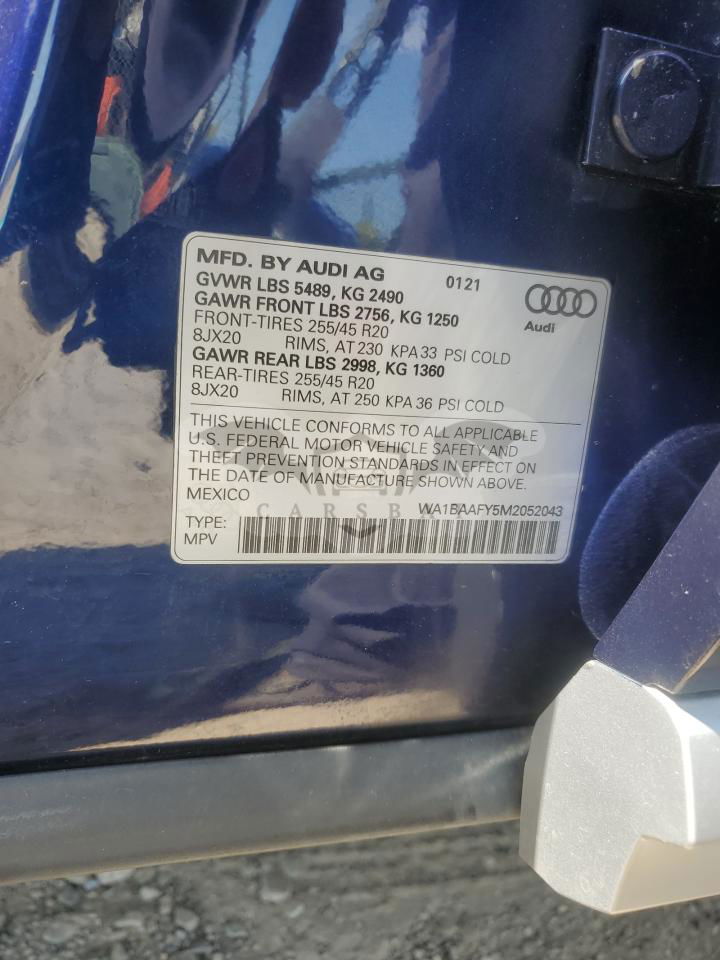 MFD. BY AUDI AG 0121
GVWR LBS 5489, KG 2490
GAWR FRONT LBS 2756, KG 1250
FRONT-TIRES 255/45 R20
8JX20 RIMS, AT 230 KPA 33 PSI COLD
GAWR REAR LBS 2998, KG 1360
REAR-TIRES 255/45 R20
8JX20 RIMS, AT 250 KPA 36 PSI COLD
Audi
THIS VEHICLE CONFORMS TO ALL APPLICABLE
U.S. FEDERAL MOTOR VEHICLE SAFETY AND
THEFT PREVENTION STANDARDS IN EFFECT ON
THE DATE OF MANUFACTURE SHOWN ABOVE.
MEXICO WA1BAAFY5M2052043
TYPE:
MPV